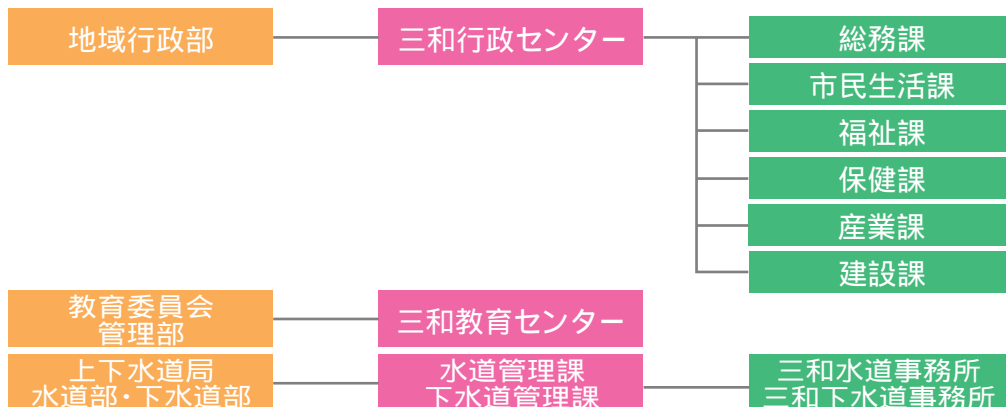 地域行政部
三和行政センター
総務課
市民生活課
福祉課
保健課
産業課
建設課
教育委員会
管理部
三和教育センター
上下水道局
水道部・下水道部
水道管理課
下水道管理課
三和水道事務所
三和下水道事務所